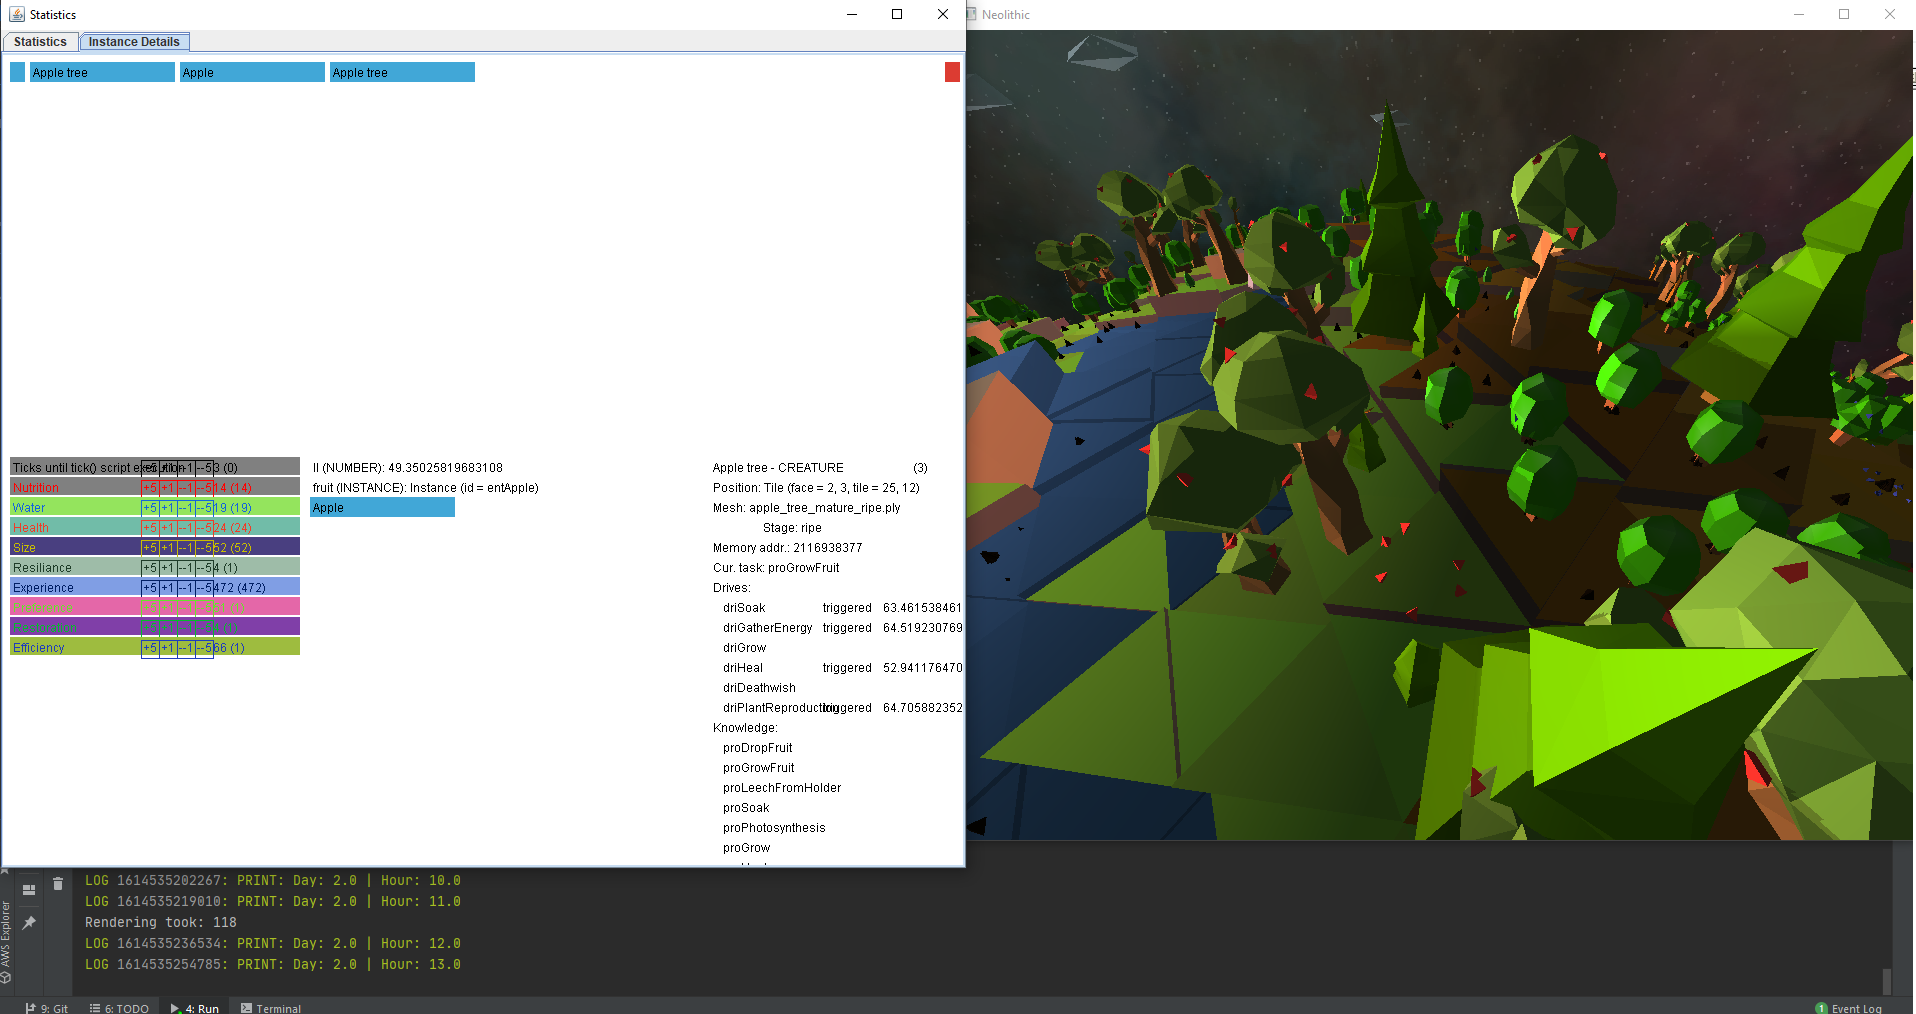 Statistics
Neolithic
Statistics Instance Details
Apple tree Apple Apple tree
Ticks until tick() script 3 (0)
Nutrition +5 +1 --1 --5 14 (14)
Water +5 +1 --1 --5 19 (19)
Health +5 +1 --1 --5 24 (24)
Size +5 +1 --1 --5 52 (52)
Resiliance +5 +1 --1 --5 4 (1)
Experience +5 +1 --1 --5 472 (472)
Preference +5 +1 --1 --5 (1)
Restoration +5 +1 --1 --5 (1)
Efficiency +5 +1 --1 --5 66 (1)
(NUMBER): 49.35025819683108
fruit (INSTANCE): Instance (id = entApple)
Apple
Apple tree - CREATURE (3)
Position: Tile (face = 2, 3, tile = 25, 12)
Mesh: apple_tree_mature_ripe.ply
Stage: ripe
Memory addr.: 2116938377
Cur. task: proGrowFruit
Drives:
driSoak triggered 63.461538461
driGatherEnergy triggered 64.519230769
driGrow
driHeal triggered 52.941176470
driDeathwish
driPlantReproduction triggered 64.705882352
Knowledge:
proDropFruit
proGrowFruit
proLeechFromHolder
proSoak
proPhotosynthesis
proGrow
LOG 1614535202267: PRINT: Day: 2.0 | Hour: 10.0
LOG 1614535219010: PRINT: Day: 2.0 | Hour: 11.0
Rendering took: 118
LOG 1614535236534: PRINT: Day: 2.0 | Hour: 12.0
LOG 1614535254785: PRINT: Day: 2.0 | Hour: 13.0
AWS Explorer
9: Git 6: TODO 4: Run Terminal 1 Event Log